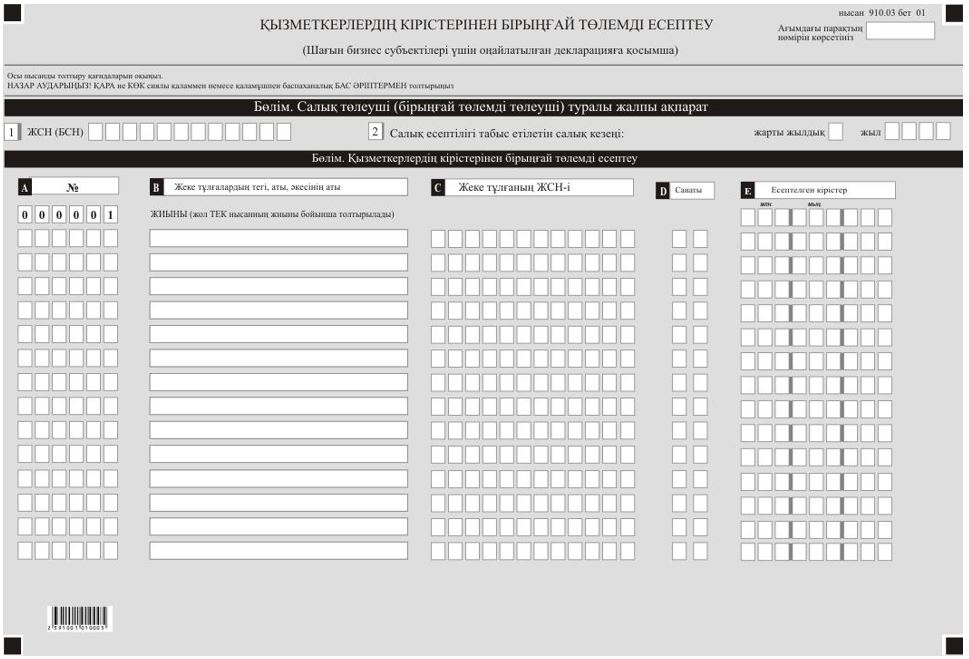 нысан 910.03 бет 01
ҚЫЗМЕТКЕРЛЕРДІҢ КІРІСТЕРІНЕН БІРЫҢҒАЙ ТӨЛЕМДІ ЕСЕПТЕУ
Ағымдағы парақтың
нөмірін көрсетіңіз
(Шағын бизнес субъектілері үшін оңайлатылған декларацияға қосымша)
Осы нысанды толтыру қағидаларын оқыңыз.
НАЗАР АУДАРЫҢЫЗ! ҚАРА не КӨК сиялы қаламмен немесе қаламұшпен баспаханалық БАС ӘРІПТЕРМЕН толтырыңыз
Бөлім. Салық төлеуші (бірыңғай төлемді төлеуші) туралы жалпы ақпарат
1 ЖСН (БСН) 2 Салық есептілігі табыс етілетін салық кезеңі: жарты жылдық жыл
Бөлім. Қызметкерлердің кірістерінен бірыңғай төлемді есептеу
A № B Жеке тұлғалардың тегі, аты, әкесінің аты C Жеке тұлғаның ЖСН-і D Санаты E Есептелген кірістер
млн. мың.
0 0 0 0 0 1 ЖИЫНЫ (жол ТЕК нысанның жиыны бойынша толтырылады)
2 591001 010003